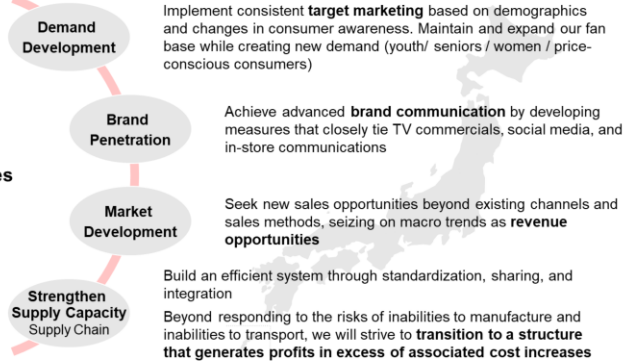 Demand
Development
Implement consistent target marketing based on demographics
and changes in consumer awareness. Maintain and expand our fan
base while creating new demand (youth/ seniors / women / price-
conscious consumers)
Brand
Penetration
Achieve advanced brand communication by developing
measures that closely tie TV commercials, social media, and
in-store communications
es
Market
Development
Seek new sales opportunities beyond existing channels and
sales methods, seizing on macro trends as revenue
opportunities
Strengthen
Supply Capacity
Supply Chain
Build an efficient system through standardization, sharing, and
integration
Beyond responding to the risks of inabilities to manufacture and
inabilities to transport, we will strive to transition to a structure
that generates profits in excess of associated cost increases